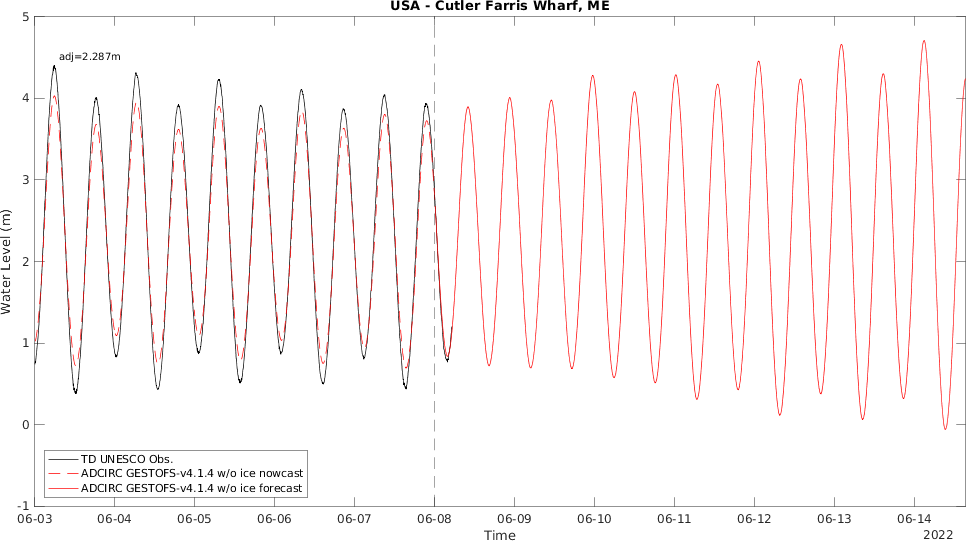 USA - Cutler Farris Wharf, ME
5
adj=2.287m
4
3
2
1
0
-1
Water Level (m)
TD UNESCO Obs.
ADCIRC GESTOFS-v4.1.4 w/o ice nowcast
ADCIRC GESTOFS-v4.1.4 w/o ice forecast
06-03 06-04 06-05 06-06 06-07 06-08 06-09 06-10 06-11 06-12 06-13 06-14
Time
2022